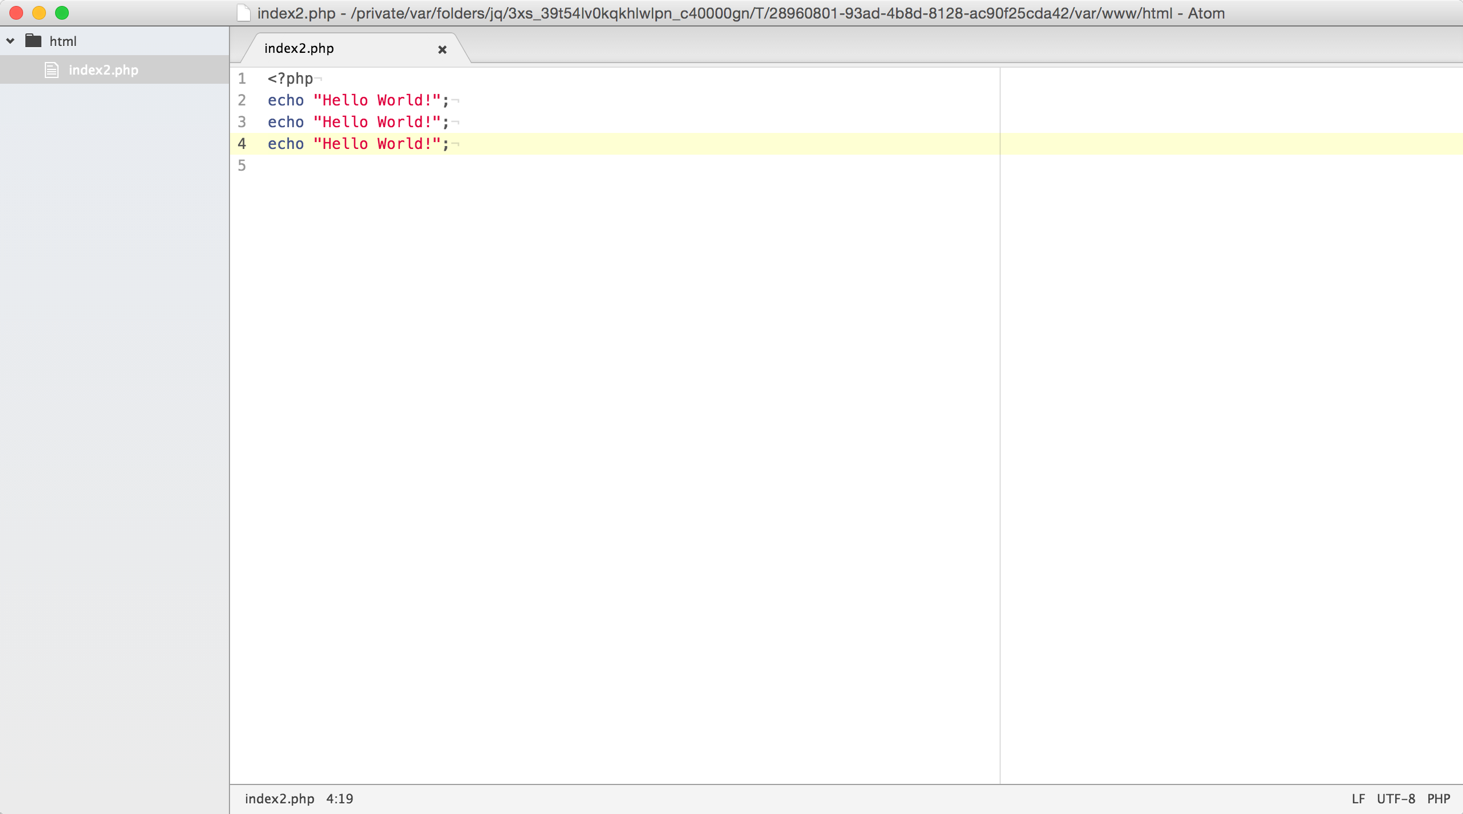 index2.php - /private/var/folders/jq/3xs_39t54lv0kqkhlwlpn_c40000gn/T/28960801-93ad-4b8d-8128-ac90f25cda42/var/www/html - Atom
html
index2.php
index2.php
1 <?php¬
2 echo "Hello World!";¬
3 echo "Hello World!";¬
4 echo "Hello World!";¬
5
index2.php 4:19 LF UTF-8 PHP